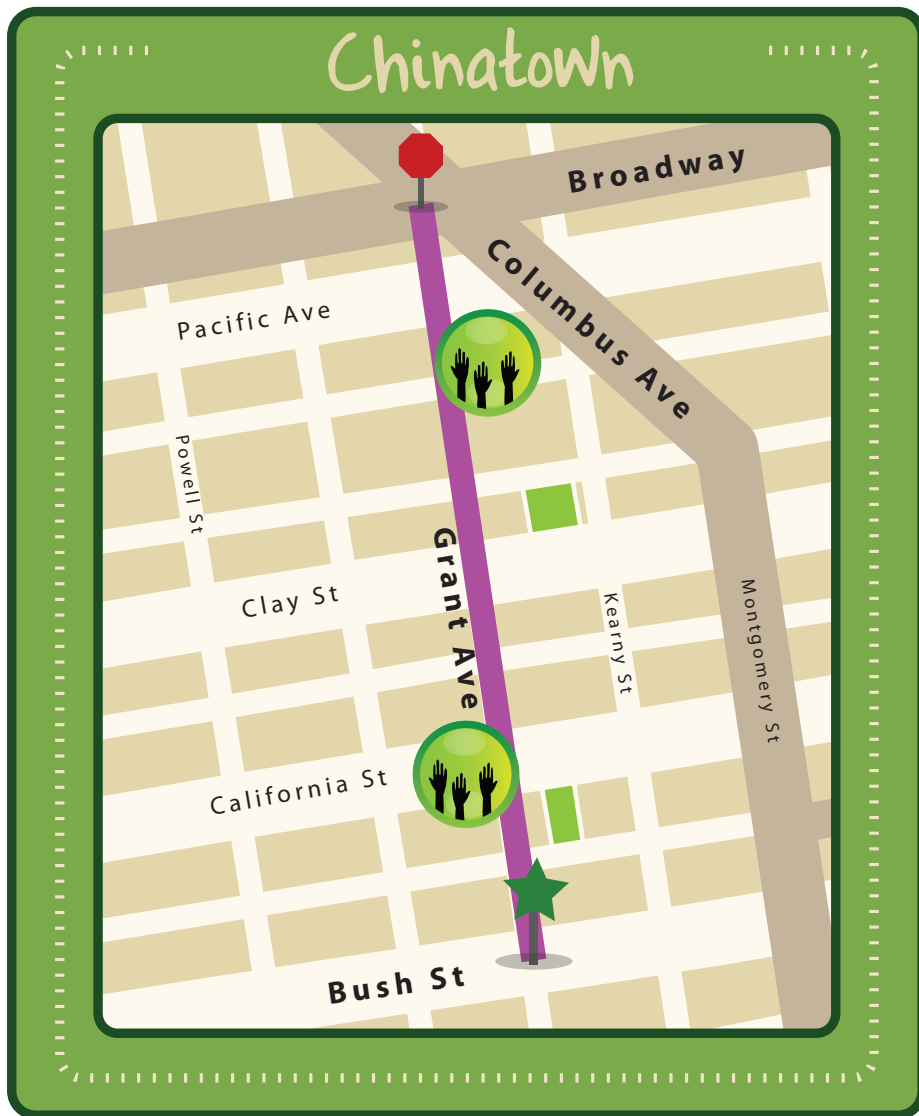 Chinatown
Broadway
Columbus Ave
Pacific Ave
Powell St
Grant Ave
Clay St
Kearny St
Montgomery St
California St
Bush St